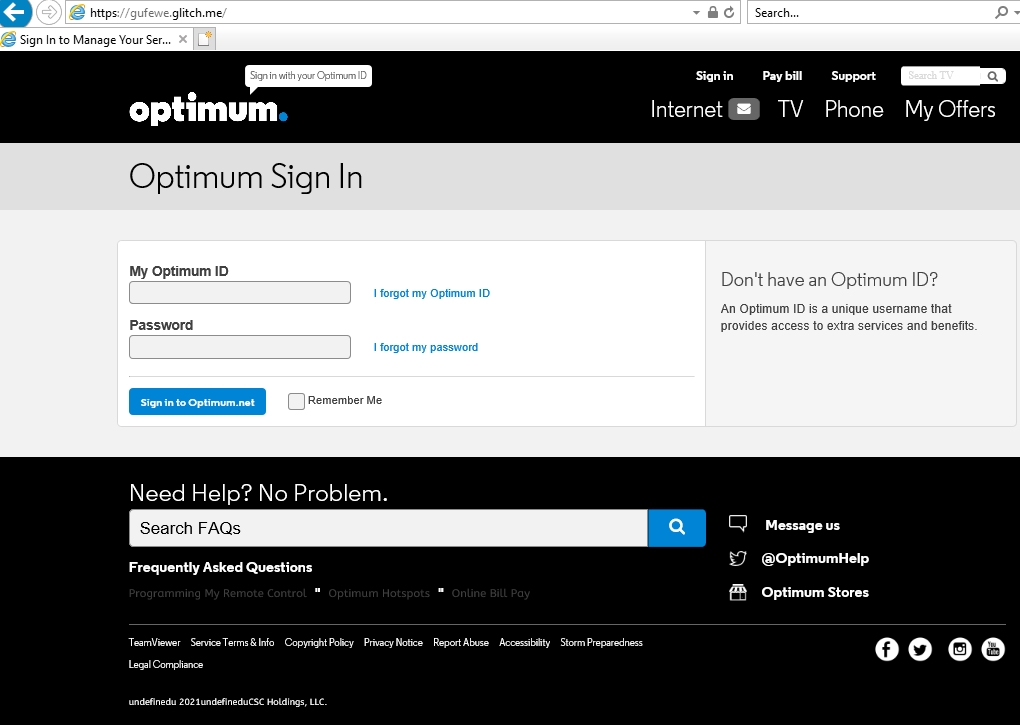 https://gufewe.glitch.me/
Search...
Sign In to Manage Your Ser...
Sign in with your Optimum ID
Sign in Pay bill Support Search TV
optimum.
Internet TV Phone My Offers
Optimum Sign In
My Optimum ID
I forgot my Optimum ID
Password
I forgot my password
Sign in to Optimum.net
Remember Me
Don't have an Optimum ID?
An Optimum ID is a unique username that
provides access to extra services and benefits.
Need Help? No Problem.
Search FAQs
Frequently Asked Questions
Programming My Remote Control " Optimum Hotspots " Online Bill Pay
Message us
@OptimumHelp
Optimum Stores
TeamViewer Service Terms & Info Copyright Policy Privacy Notice Report Abuse Accessibility Storm Preparedness
Legal Compliance
You Tube
undefinedu 2021undefineduCSC Holdings, LLC.